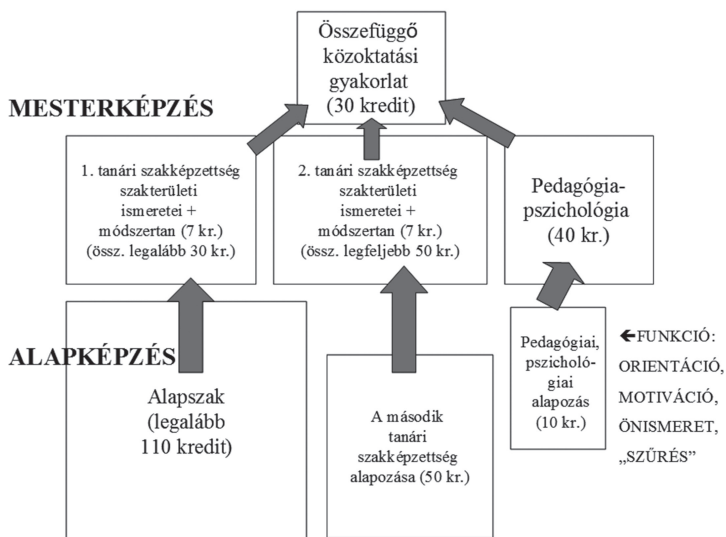 Összefüggő
közoktatási
gyakorlat
(30 kredit)
MESTERKÉPZÉS
1. tanári szakképzettség
szakterületi
ismeretei +
módszertan (7 kr.)
(össz. legalább 30 kr.)
2. tanári szakképzettség
szakterületi
ismeretei +
módszertan (7 kr.)
(össz. legfeljebb 50 kr.)
Pedagógia-
pszichológia
(40 kr.)
ALAPKÉPZÉS
Alapszak
(legalább
110 kredit)
A második
tanári
szakképzettség
alapozása (50 kr.)
Pedagógiai,
pszicholó-
giai
alapozás
(10 kr.)
←FUNKCIÓ:
ORIENTÁCIÓ,
MOTIVÁCIÓ,
ÖNISMERET,
„SZŰRÉS”